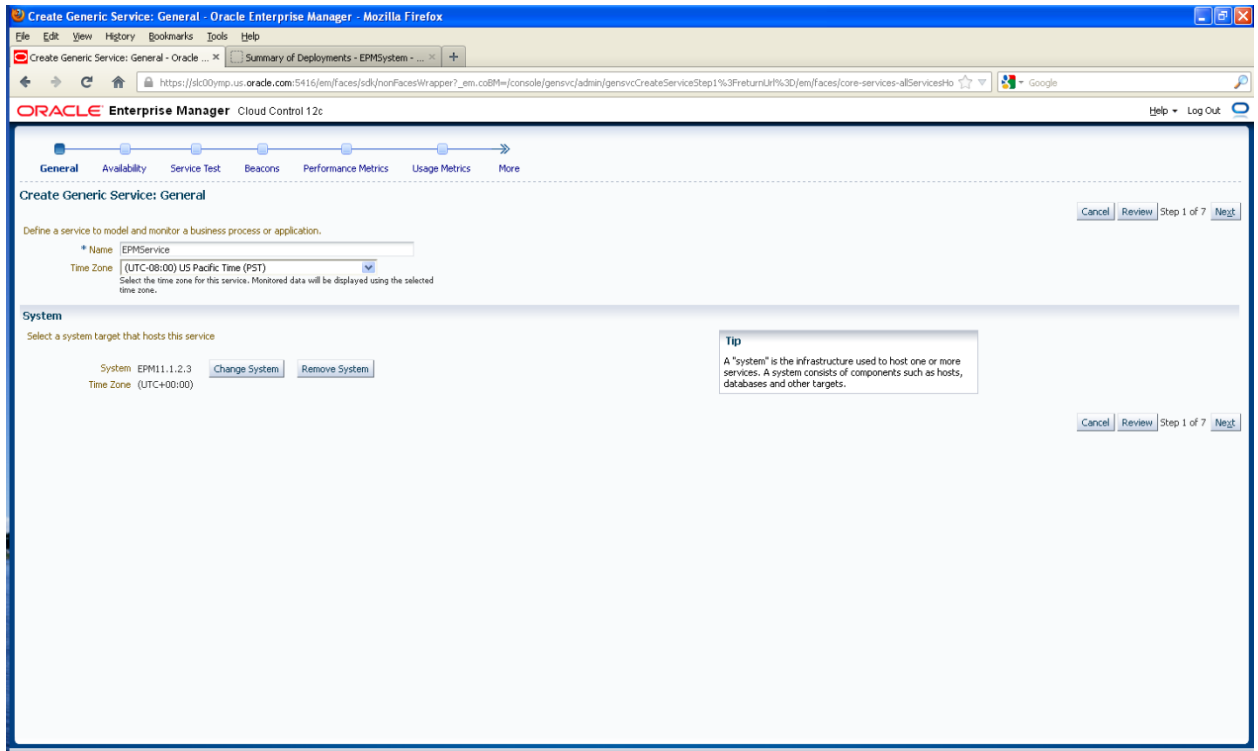 Create Generic Service: General - Oracle Enterprise Manager - Mozilla Firefox
File Edit View History Bookmarks Tools Help
Create Generic Service: General - Oracle ... × Summary of Deployments - EPMSystem - ... × +
https://slc00ymp.us.oracle.com:5416/em/faces/sdk/nonFacesWrapper?_em.coBM=/console/gensvc/admin/gensvcCreateServiceStep1%3FreturnUrl%3D/em/faces/core-services-allServicesHo Google
ORACLE Enterprise Manager Cloud Control 12c Help Log Out
General Availability Service Test Beacons Performance Metrics Usage Metrics More
Create Generic Service: General
Cancel Review Step 1 of 7 Next
Define a service to model and monitor a business process or application.
* Name EPMService
Time Zone (UTC-08:00) US Pacific Time (PST)
Select the time zone for this service. Monitored data will be displayed using the selected
time zone.
System
Select a system target that hosts this service
System EPM11.1.2.3 Change System Remove System
Time Zone (UTC+00:00)
Tip
A "system" is the infrastructure used to host one or more
services. A system consists of components such as hosts,
databases and other targets.
Cancel Review Step 1 of 7 Next